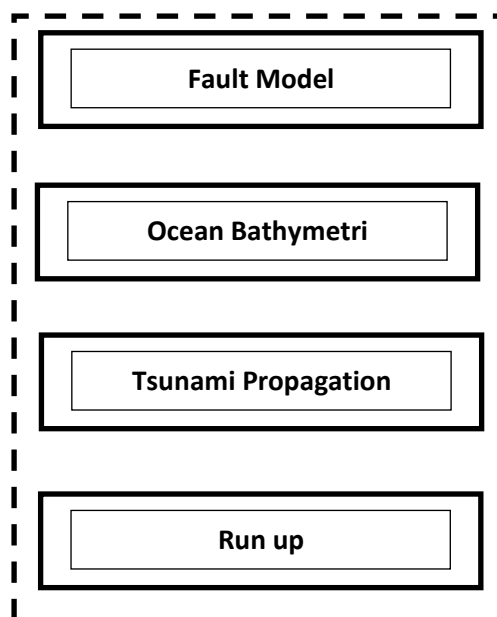 Fault Model
Ocean Bathymetri
Tsunami Propagation
Run up